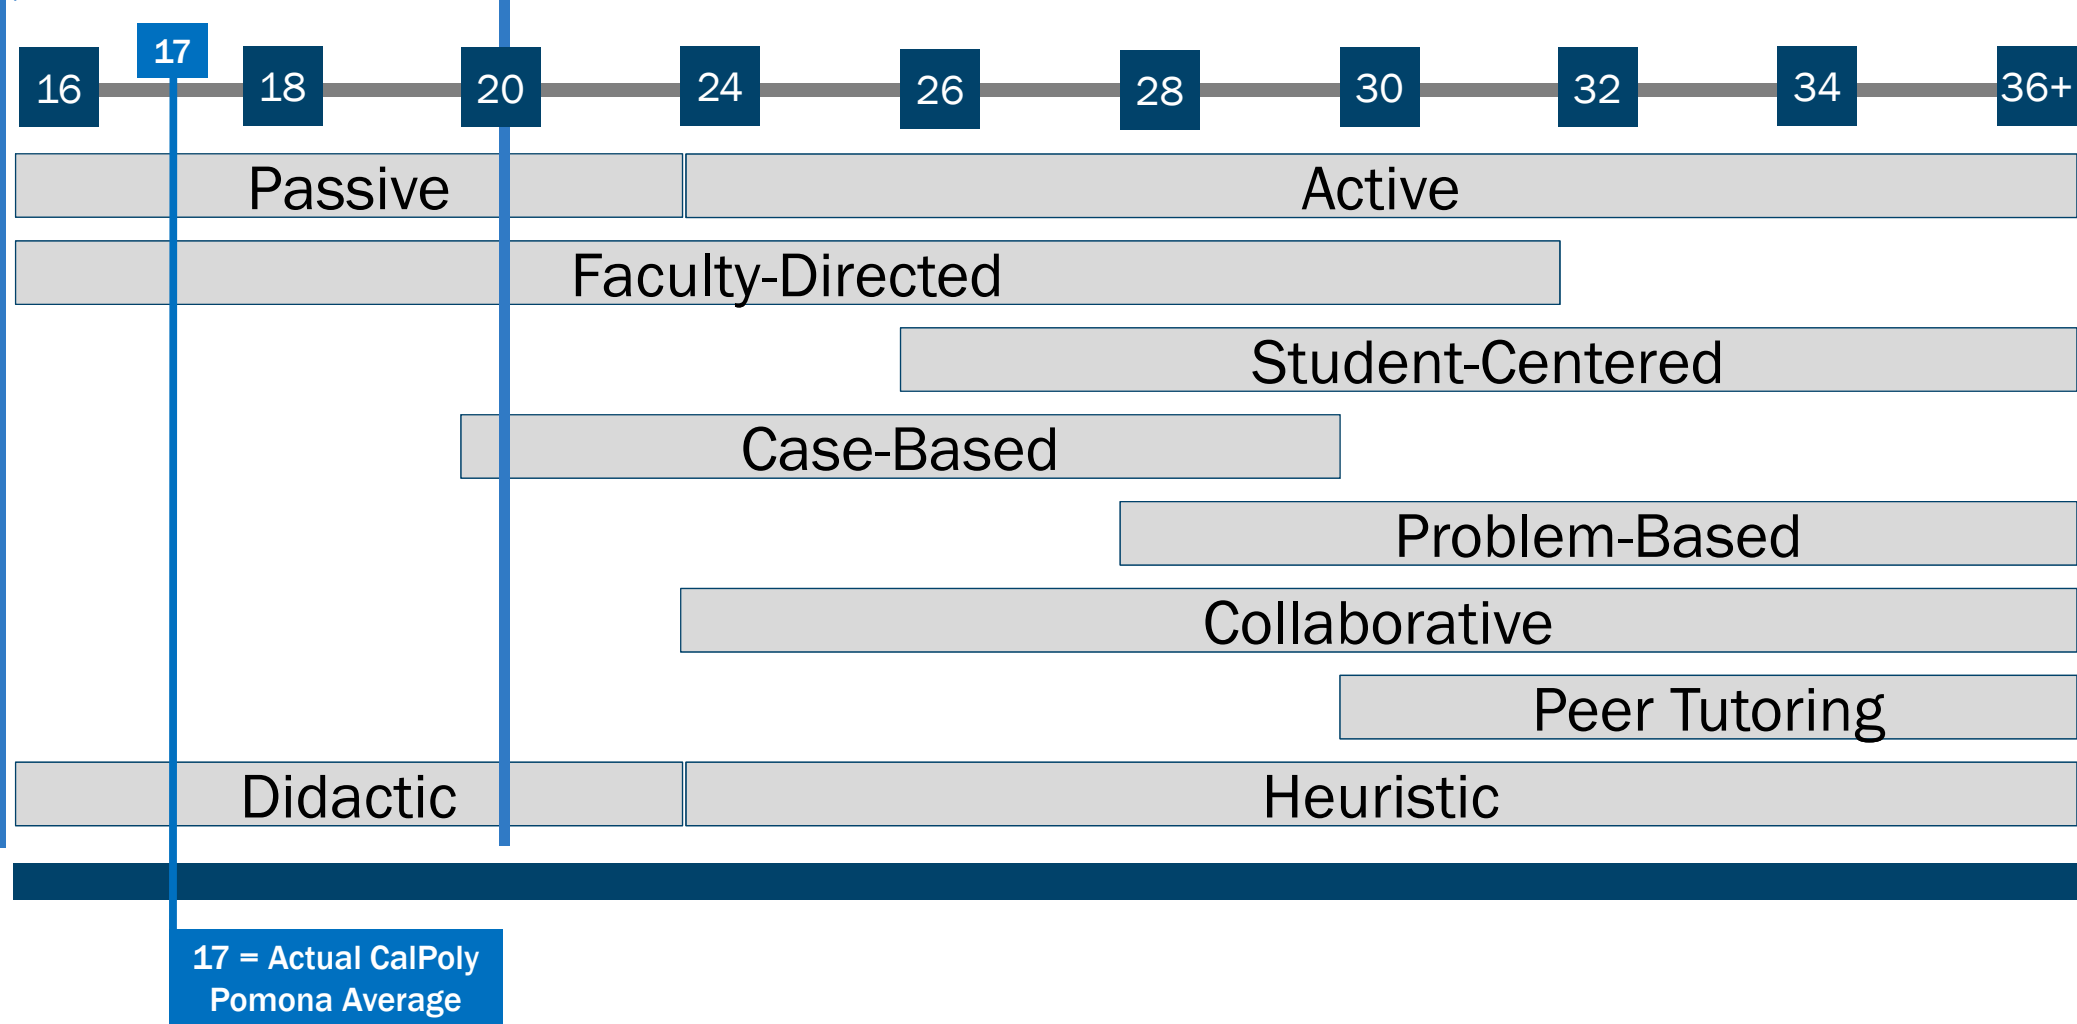 17
16 18 20 24 26 28 30 32 34 36+
Passive Active
Faculty-Directed
Student-Centered
Case-Based
Problem-Based
Collaborative
Peer Tutoring
Didactic Heuristic
17 = Actual CalPoly
Pomona Average